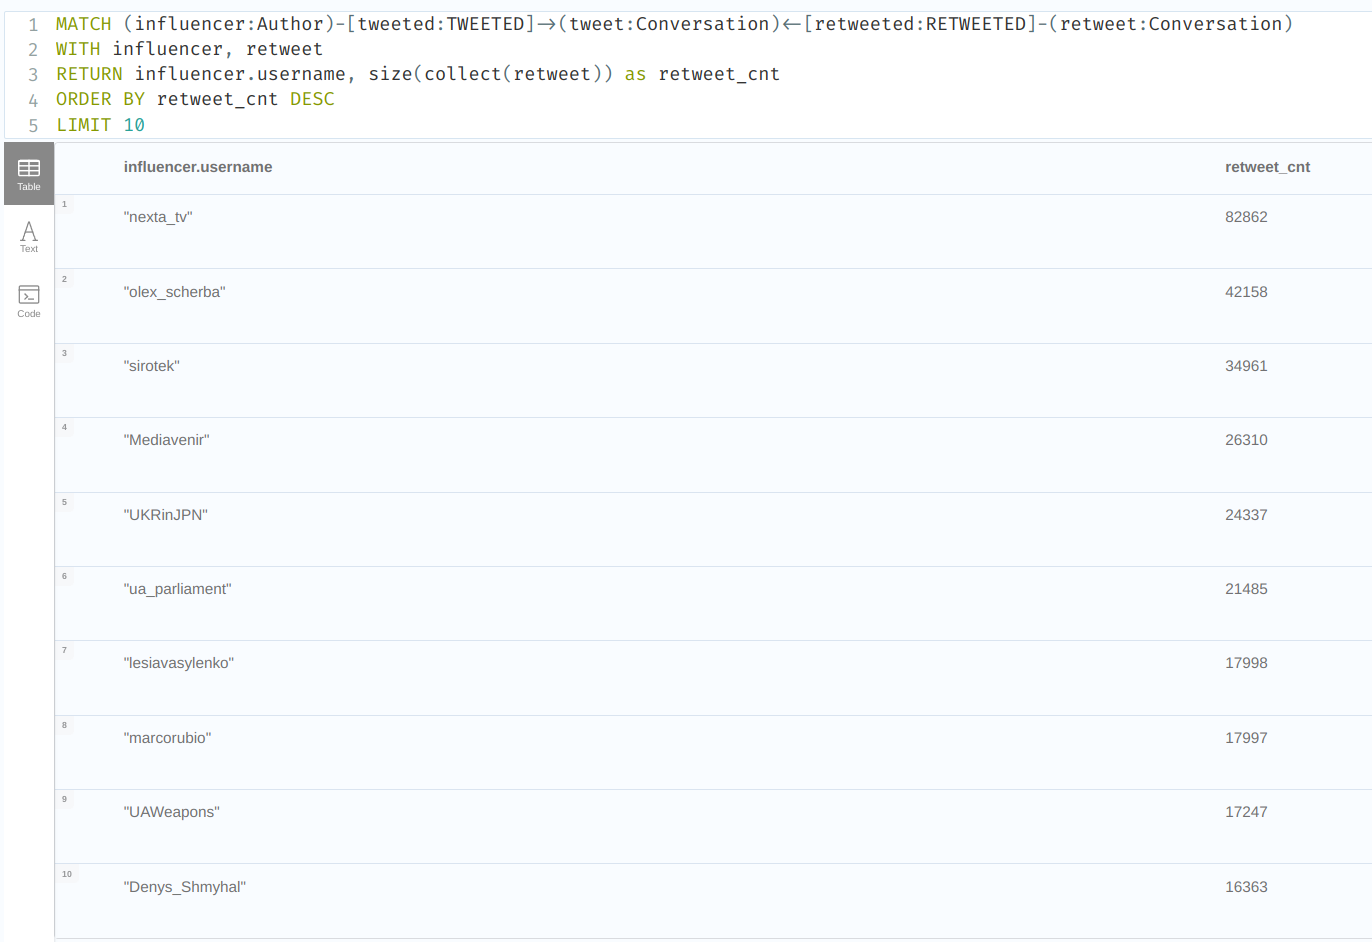 1 MATCH (influencer:Author)-[tweeted:TWEETED]->(tweet:Conversation)<-[retweeted:RETWEETED]-(retweet:Conversation)
2 WITH influencer, retweet
3 RETURN influencer.username, size(collect(retweet)) as retweet_cnt
4 ORDER BY retweet_cnt DESC
5 LIMIT 10
Table
Text
Code
influencer.username retweet_cnt
1 "nexta_tv" 82862
2 "olex_scherba" 42158
3 "sirotek" 34961
4 "Mediavenir" 26310
5 "UKRinJPN" 24337
6 "ua_parliament" 21485
7 "lesiavasylenko" 17998
8 "marcorubio" 17997
9 "UAWeapons" 17247
10 "Denys_Shmyhal" 16363